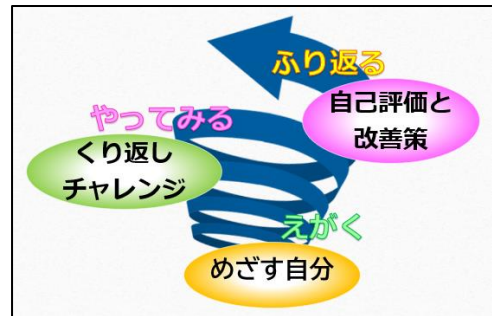 ふり返る
自己評価と
改善策
やってみる
くり返し
チャレンジ
えがく
めざす自分